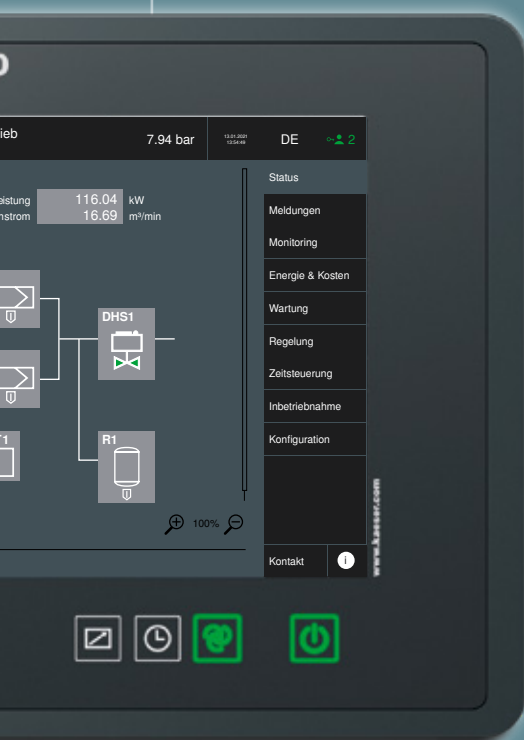 ieb
7.94 bar
13.01.2021
13:54:49
DE
2
eistung 116.04 kW
nstrom 16.69 m³/min
Status
Meldungen
Monitoring
Energie & Kosten
Wartung
Regelung
Zeitsteuerung
Inbetriebnahme
Konfiguration
DHS1
T1
R1
100%
Kontakt
i
www.kaeser.com